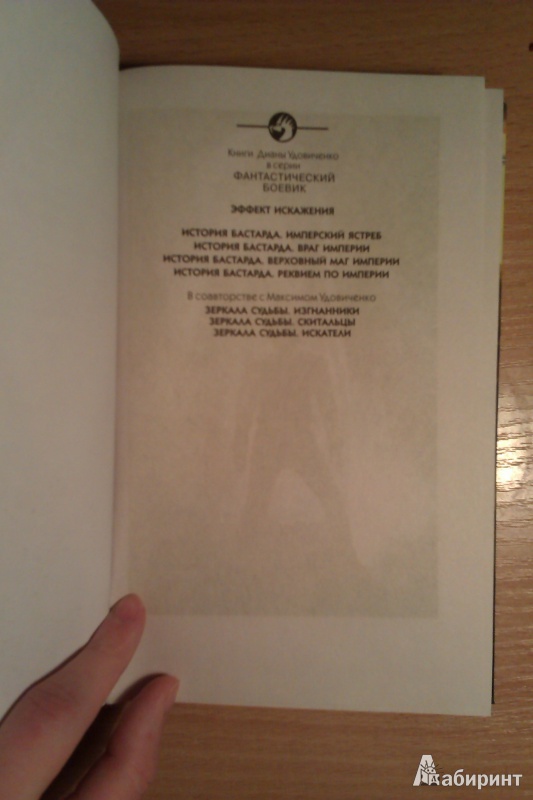 Книги Дианы Удовиченко
в серии
ФАНТАСТИЧЕСКИЙ
БОЕВИК
ЭФФЕКТ ИСКАЖЕНИЯ
ИСТОРИЯ БАСТАРДА. ИМПЕРСКИЙ ЯСТРЕБ
ИСТОРИЯ БАСТАРДА. ВРАГ ИМПЕРИИ
ИСТОРИЯ БАСТАРДА. ВЕРХОВНЫЙ МАГ ИМПЕРИИ
ИСТОРИЯ БАСТАРДА. РЕКВИЕМ ПО ИМПЕРИИ
В соавторстве с Максимом Удовиченко
ЗЕРКАЛА СУДЬБЫ. ИЗГНАННИКИ
ЗЕРКАЛА СУДЬБЫ. СКИТАЛЬЦЫ
ЗЕРКАЛА СУДЬБЫ. ИСКАТЕЛИ
Лабиринт